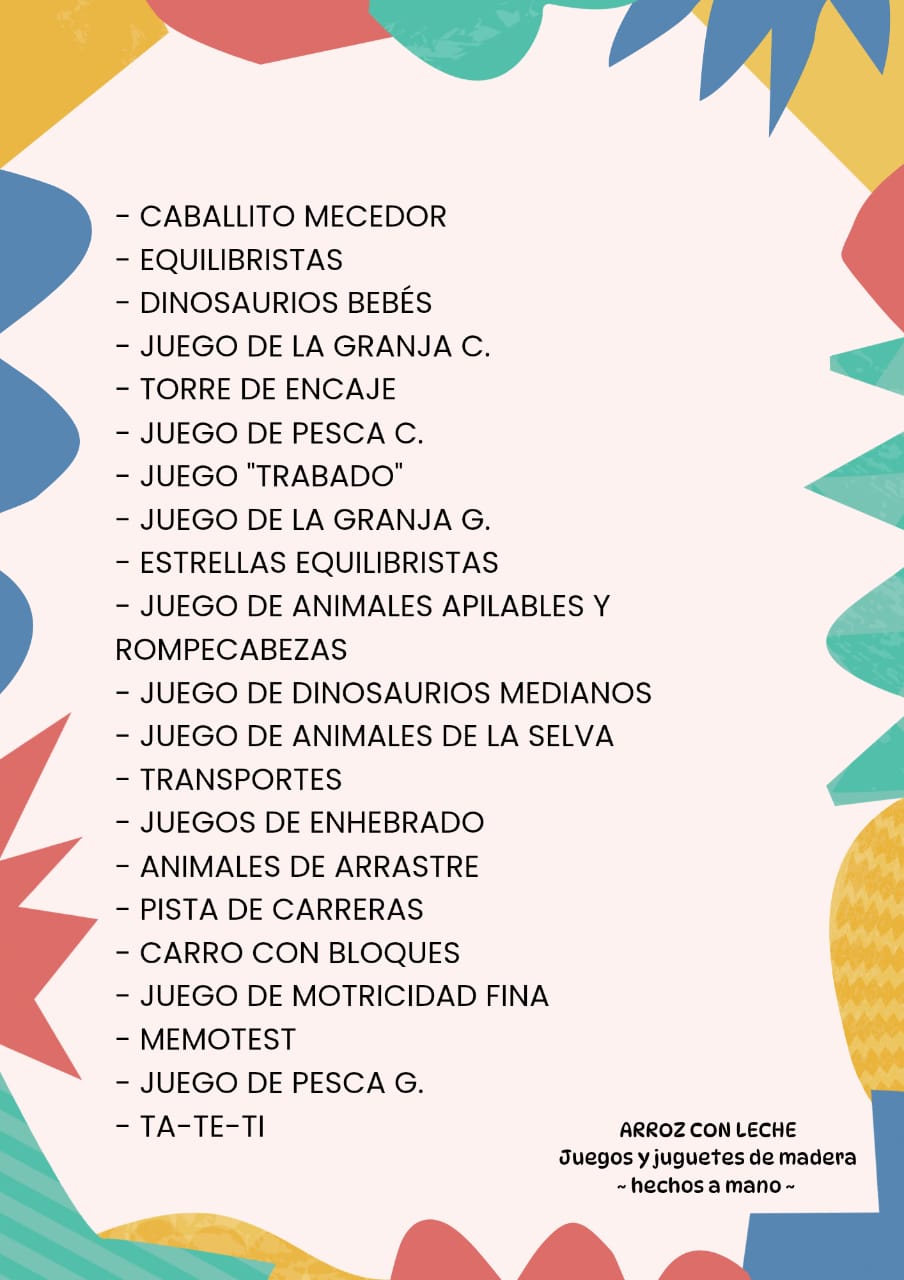 - CABALLITO MECEDOR
- EQUILIBRISTAS
- DINOSAURIOS BEBÉS
- JUEGO DE LA GRANJA C.
- TORRE DE ENCAJE
- JUEGO DE PESCA C.
- JUEGO "TRABADO"
- JUEGO DE LA GRANJA G.
- ESTRELLAS EQUILIBRISTAS
- JUEGO DE ANIMALES APILABLES Y
ROMPECABEZAS
- JUEGO DE DINOSAURIOS MEDIANOS
- JUEGO DE ANIMALES DE LA SELVA
- TRANSPORTES
- JUEGOS DE ENHEBRADO
- ANIMALES DE ARRASTRE
- PISTA DE CARRERAS
- CARRO CON BLOQUES
- JUEGO DE MOTRICIDAD FINA
- MEMOTEST
- JUEGO DE PESCA G.
- TA-TE-TI
ARROZ CON LECHE
Juegos y juguetes de madera
~ hechos a mano ~